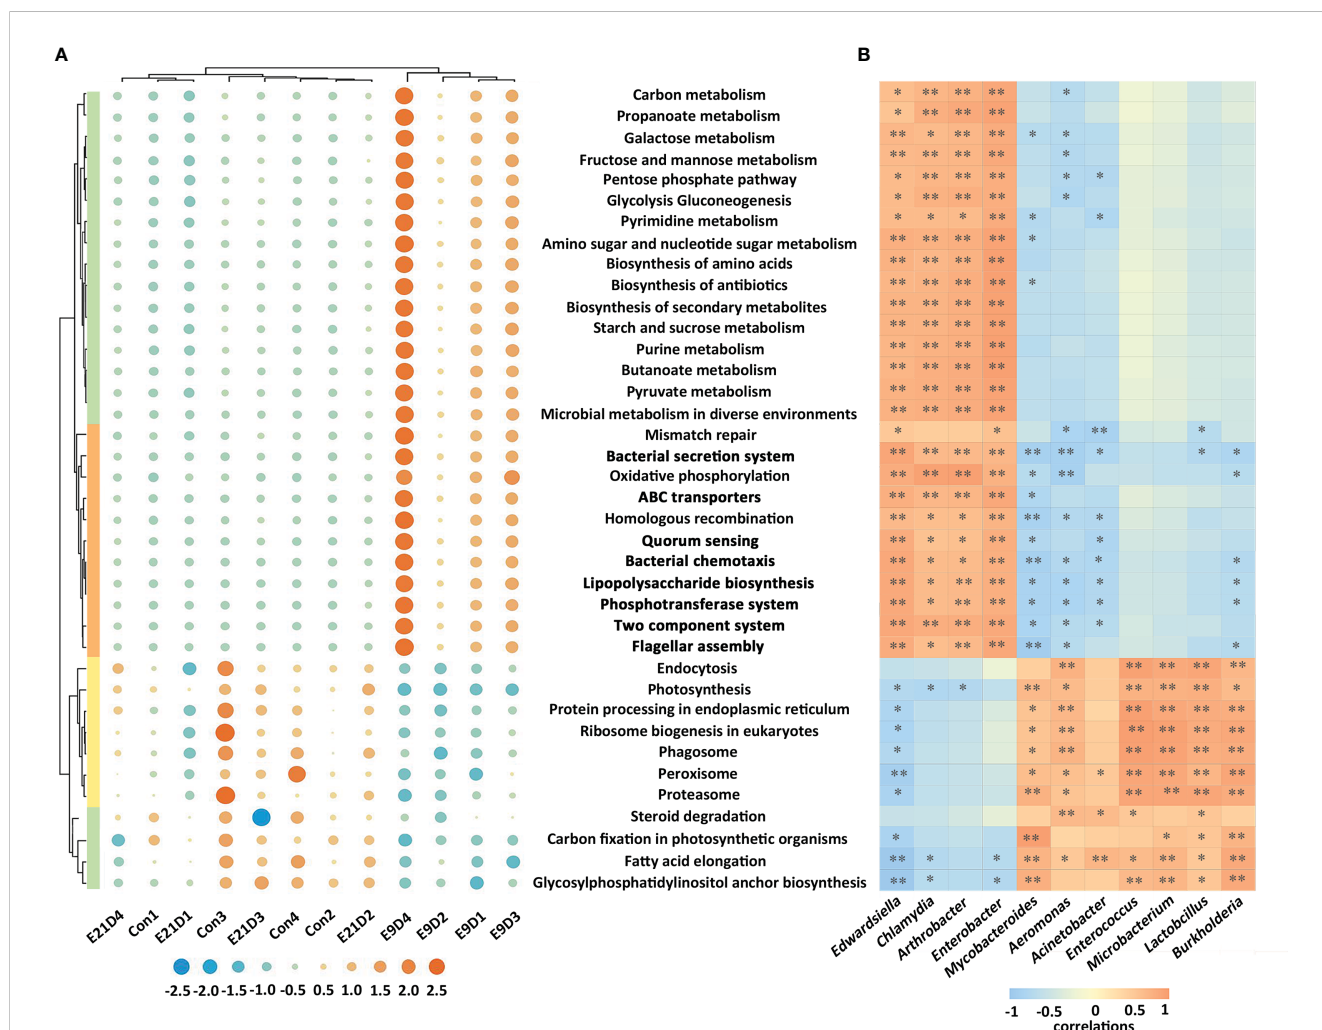 A
B
Carbon metabolism
* ** ** ** *
Propanoate metabolism
* ** ** **
Galactose metabolism
** * ** ** * *
Fructose and mannose metabolism
** ** ** ** *
Pentose phosphate pathway
* ** ** ** * *
Glycolysis Gluconeogenesis
* ** ** ** *
Pyrimidine metabolism
* * * ** * *
Amino sugar and nucleotide sugar metabolism
** ** ** ** *
Biosynthesis of amino acids
** ** ** **
Biosynthesis of antibiotics
** ** ** ** *
Biosynthesis of secondary metabolites
** ** ** **
Starch and sucrose metabolism
** ** ** **
Purine metabolism
** ** ** **
Butanoate metabolism
** ** ** **
Pyruvate metabolism
** ** ** **
Microbial metabolism in diverse environments
** ** ** **
Mismatch repair
* * * ** *
Bacterial secretion system
** ** ** ** ** ** * * *
Oxidative phosphorylation
** ** ** ** * ** *
ABC transporters
** ** ** ** *
Homologous recombination
** * * ** ** * *
Quorum sensing
** * * ** * *
Bacterial chemotaxis
** * ** ** ** * * *
Lipopolysaccharide biosynthesis
** * ** ** * * * *
Phosphotransferase system
** * ** ** * * * *
Two component system
** ** ** ** * * *
Flagellar assembly
** * ** ** ** * *
Endocytosis
** ** ** ** **
Photosynthesis
* * * ** * ** ** ** *
Protein processing in endoplasmic reticulum
* * ** ** ** ** **
Ribosome biogenesis in eukaryotes
* * ** ** ** ** **
Phagosome
* * ** ** ** ** **
Peroxisome
** * * * ** ** * **
Proteasome
* ** * ** ** ** **
Steroid degradation
** * * *
Carbon fixation in photosynthetic organisms
* ** * * **
Fatty acid elongation
** * * ** * ** * ** * **
Glycosylphosphatidylinositol anchor biosynthesis
** * * ** ** ** * **
E21D4 Con1 E21D1 Con3 E21D3 Con4 Con2 E21D2 E9D4 E9D2 E9D1 E9D3
Edwardsiella Chlamydia Arthrobacter Enterobacter Mycobacteroides Aeromonas Acinetobacter Enterococcus Microbacterium Lactobacillus Burkholderia
-2.5 -2.0 -1.5 -1.0 -0.5 0.5 1.0 1.5 2.0 2.5
-1 -0.5 0 0.5 1
correlations